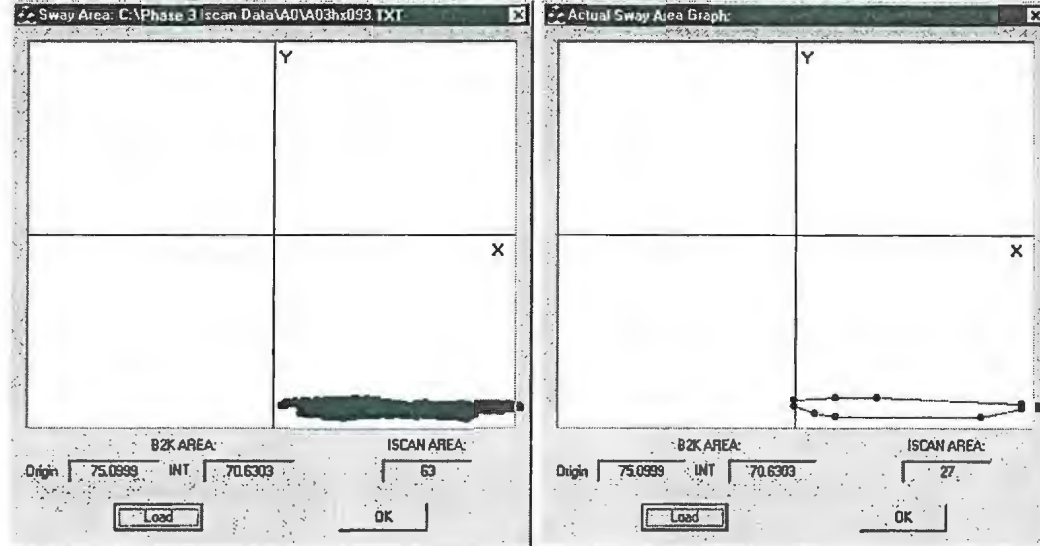 Sway Area: C:\Phase 3 Iscan Data\A0\A03hx093.TXT
Y
X
B2K AREA: ISCAN AREA:
Origin 75.0999 INT 70.6303 63
Load OK
Actual Sway Area Graph:
Y
X
B2K AREA: ISCAN AREA:
Origin 75.0999 INT 70.6303 27
Load OK